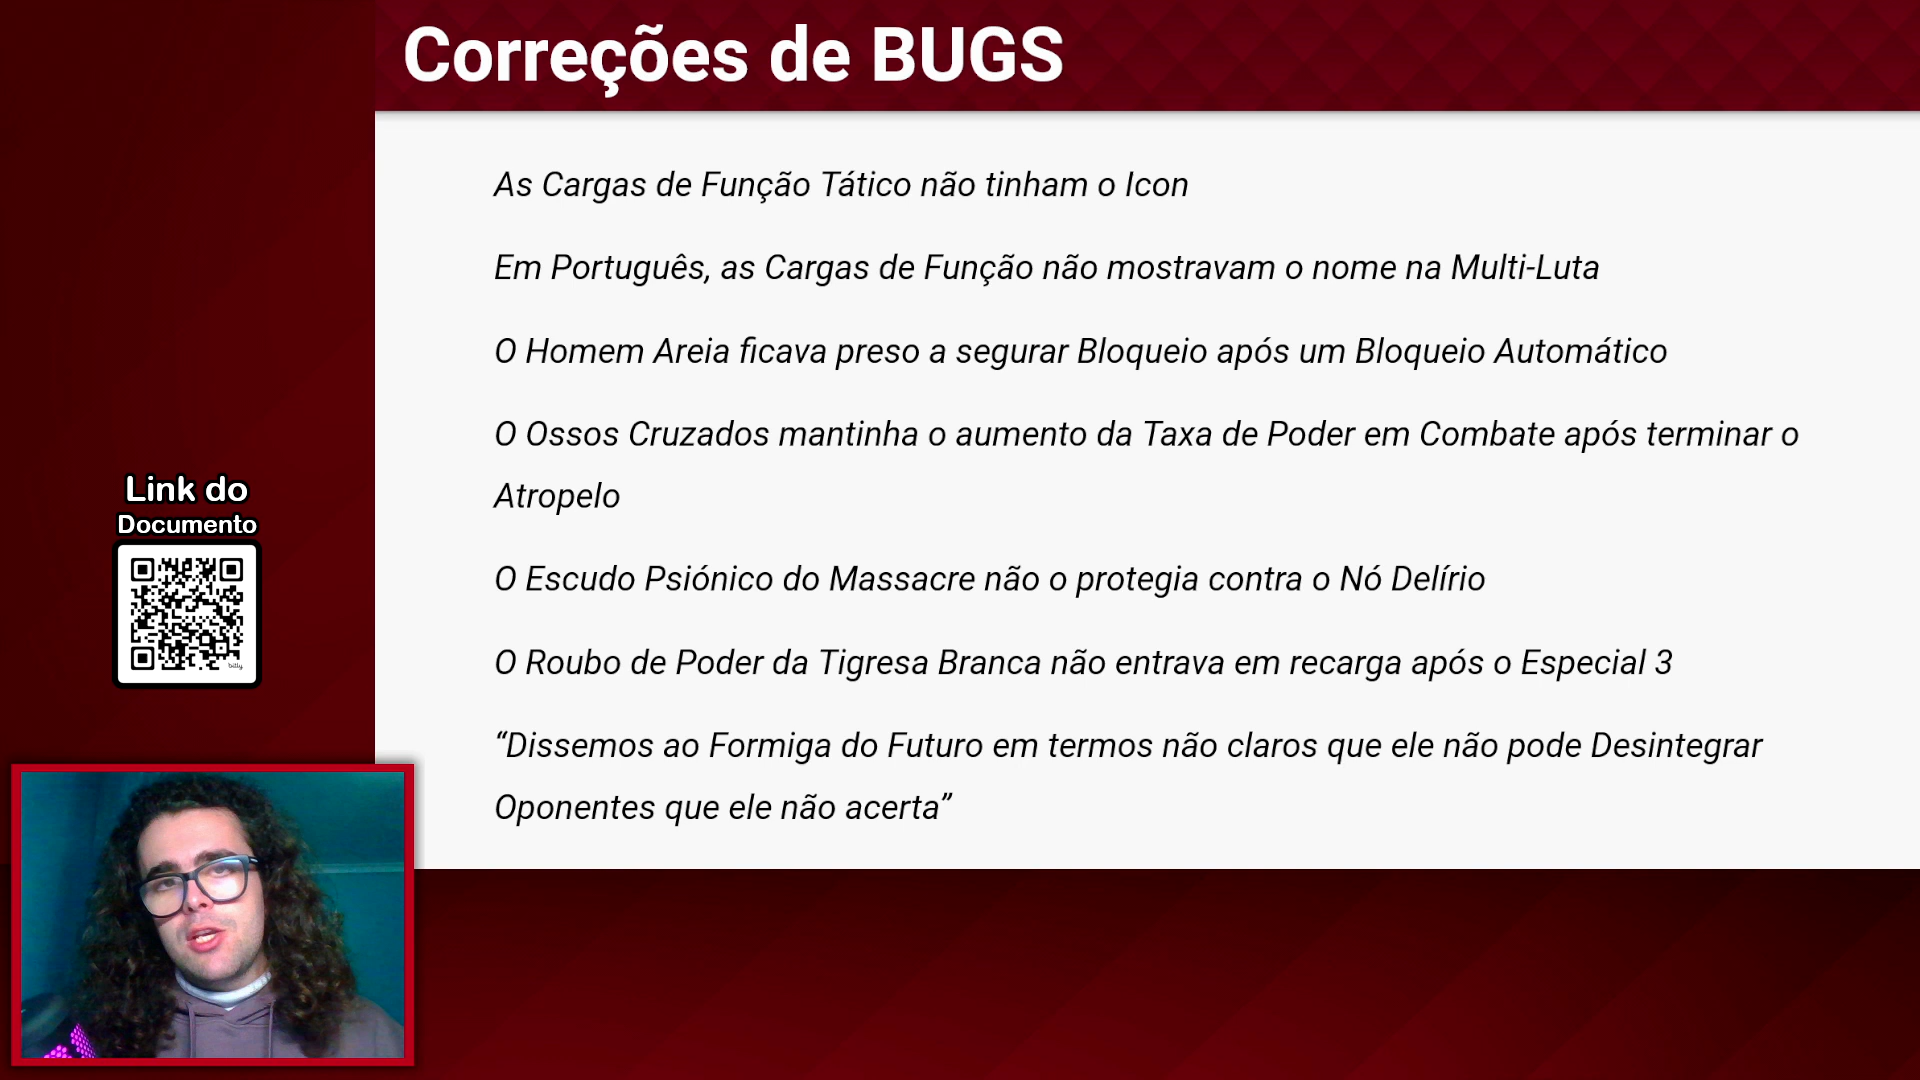 Correções de BUGS
As Cargas de Função Tático não tinham o Icon
Em Português, as Cargas de Função não mostravam o nome na Multi-Luta
O Homem Areia ficava preso a segurar Bloqueio após um Bloqueio Automático
O Ossos Cruzados mantinha o aumento da Taxa de Poder em Combate após terminar o
Atropelo
O Escudo Psiónico do Massacre não o protegia contra o Nó Delírio
O Roubo de Poder da Tigresa Branca não entrava em recarga após o Especial 3
“Dissemos ao Formiga do Futuro em termos não claros que ele não pode Desintegrar
Oponentes que ele não acerta”
Link do
Documento
bitly